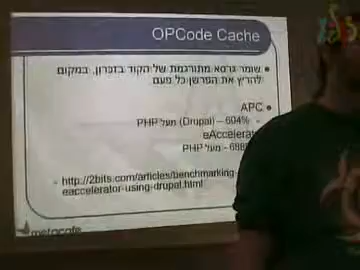 OPCode Cache
שומר גרסא מתורגמת של הקוד בזכרון, במקום
להריץ את הפרשן כל פעם
APC
604% – (Drupal) מעל PHP
eAccelerator
מעל PHP -
http://2bits.com/articles/benchmarking-
eaccelerator-using-drupal.html
metacafe